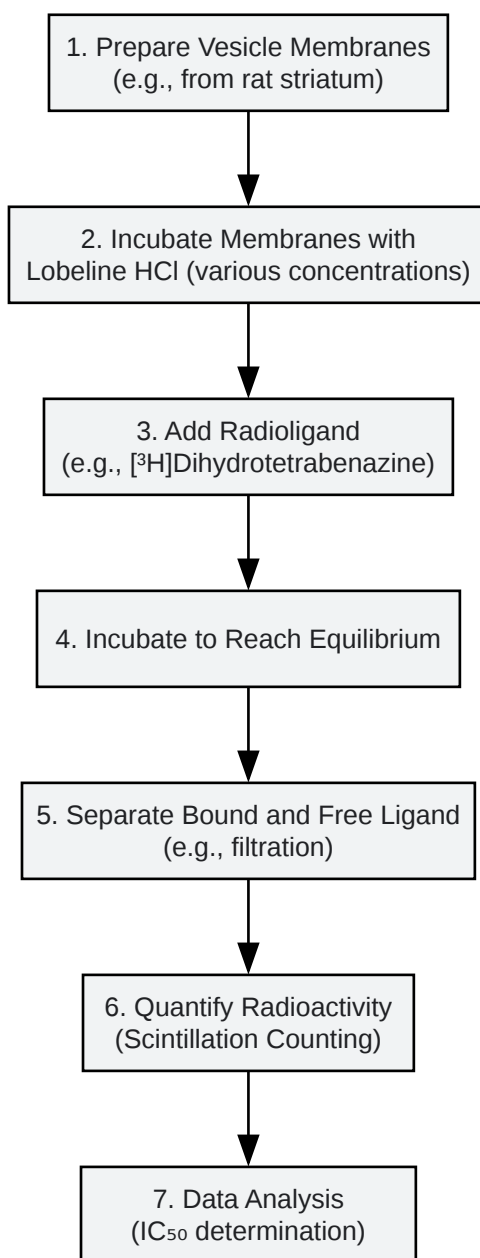 1. Prepare Vesicle Membranes
(e.g., from rat striatum)
2. Incubate Membranes with
Lobeline HCl (various concentrations)
3. Add Radioligand
(e.g., [³H]Dihydrotetrabenazine)
4. Incubate to Reach Equilibrium
5. Separate Bound and Free Ligand
(e.g., filtration)
6. Quantify Radioactivity
(Scintillation Counting)
7. Data Analysis
(IC₅₀ determination)